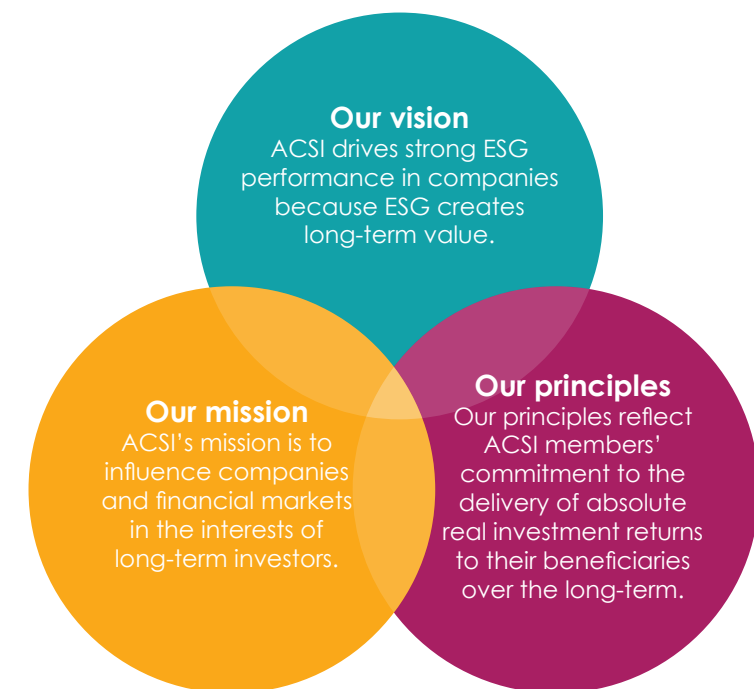 Our vision
ACSI drives strong ESG
performance in companies
because ESG creates
long-term value.
Our mission
ACSI’s mission is to
influence companies
and financial markets
in the interests of
long-term investors.
Our principles
Our principles reflect
ACSI members’
commitment to the
delivery of absolute
real investment returns
to their beneficiaries
over the long-term.